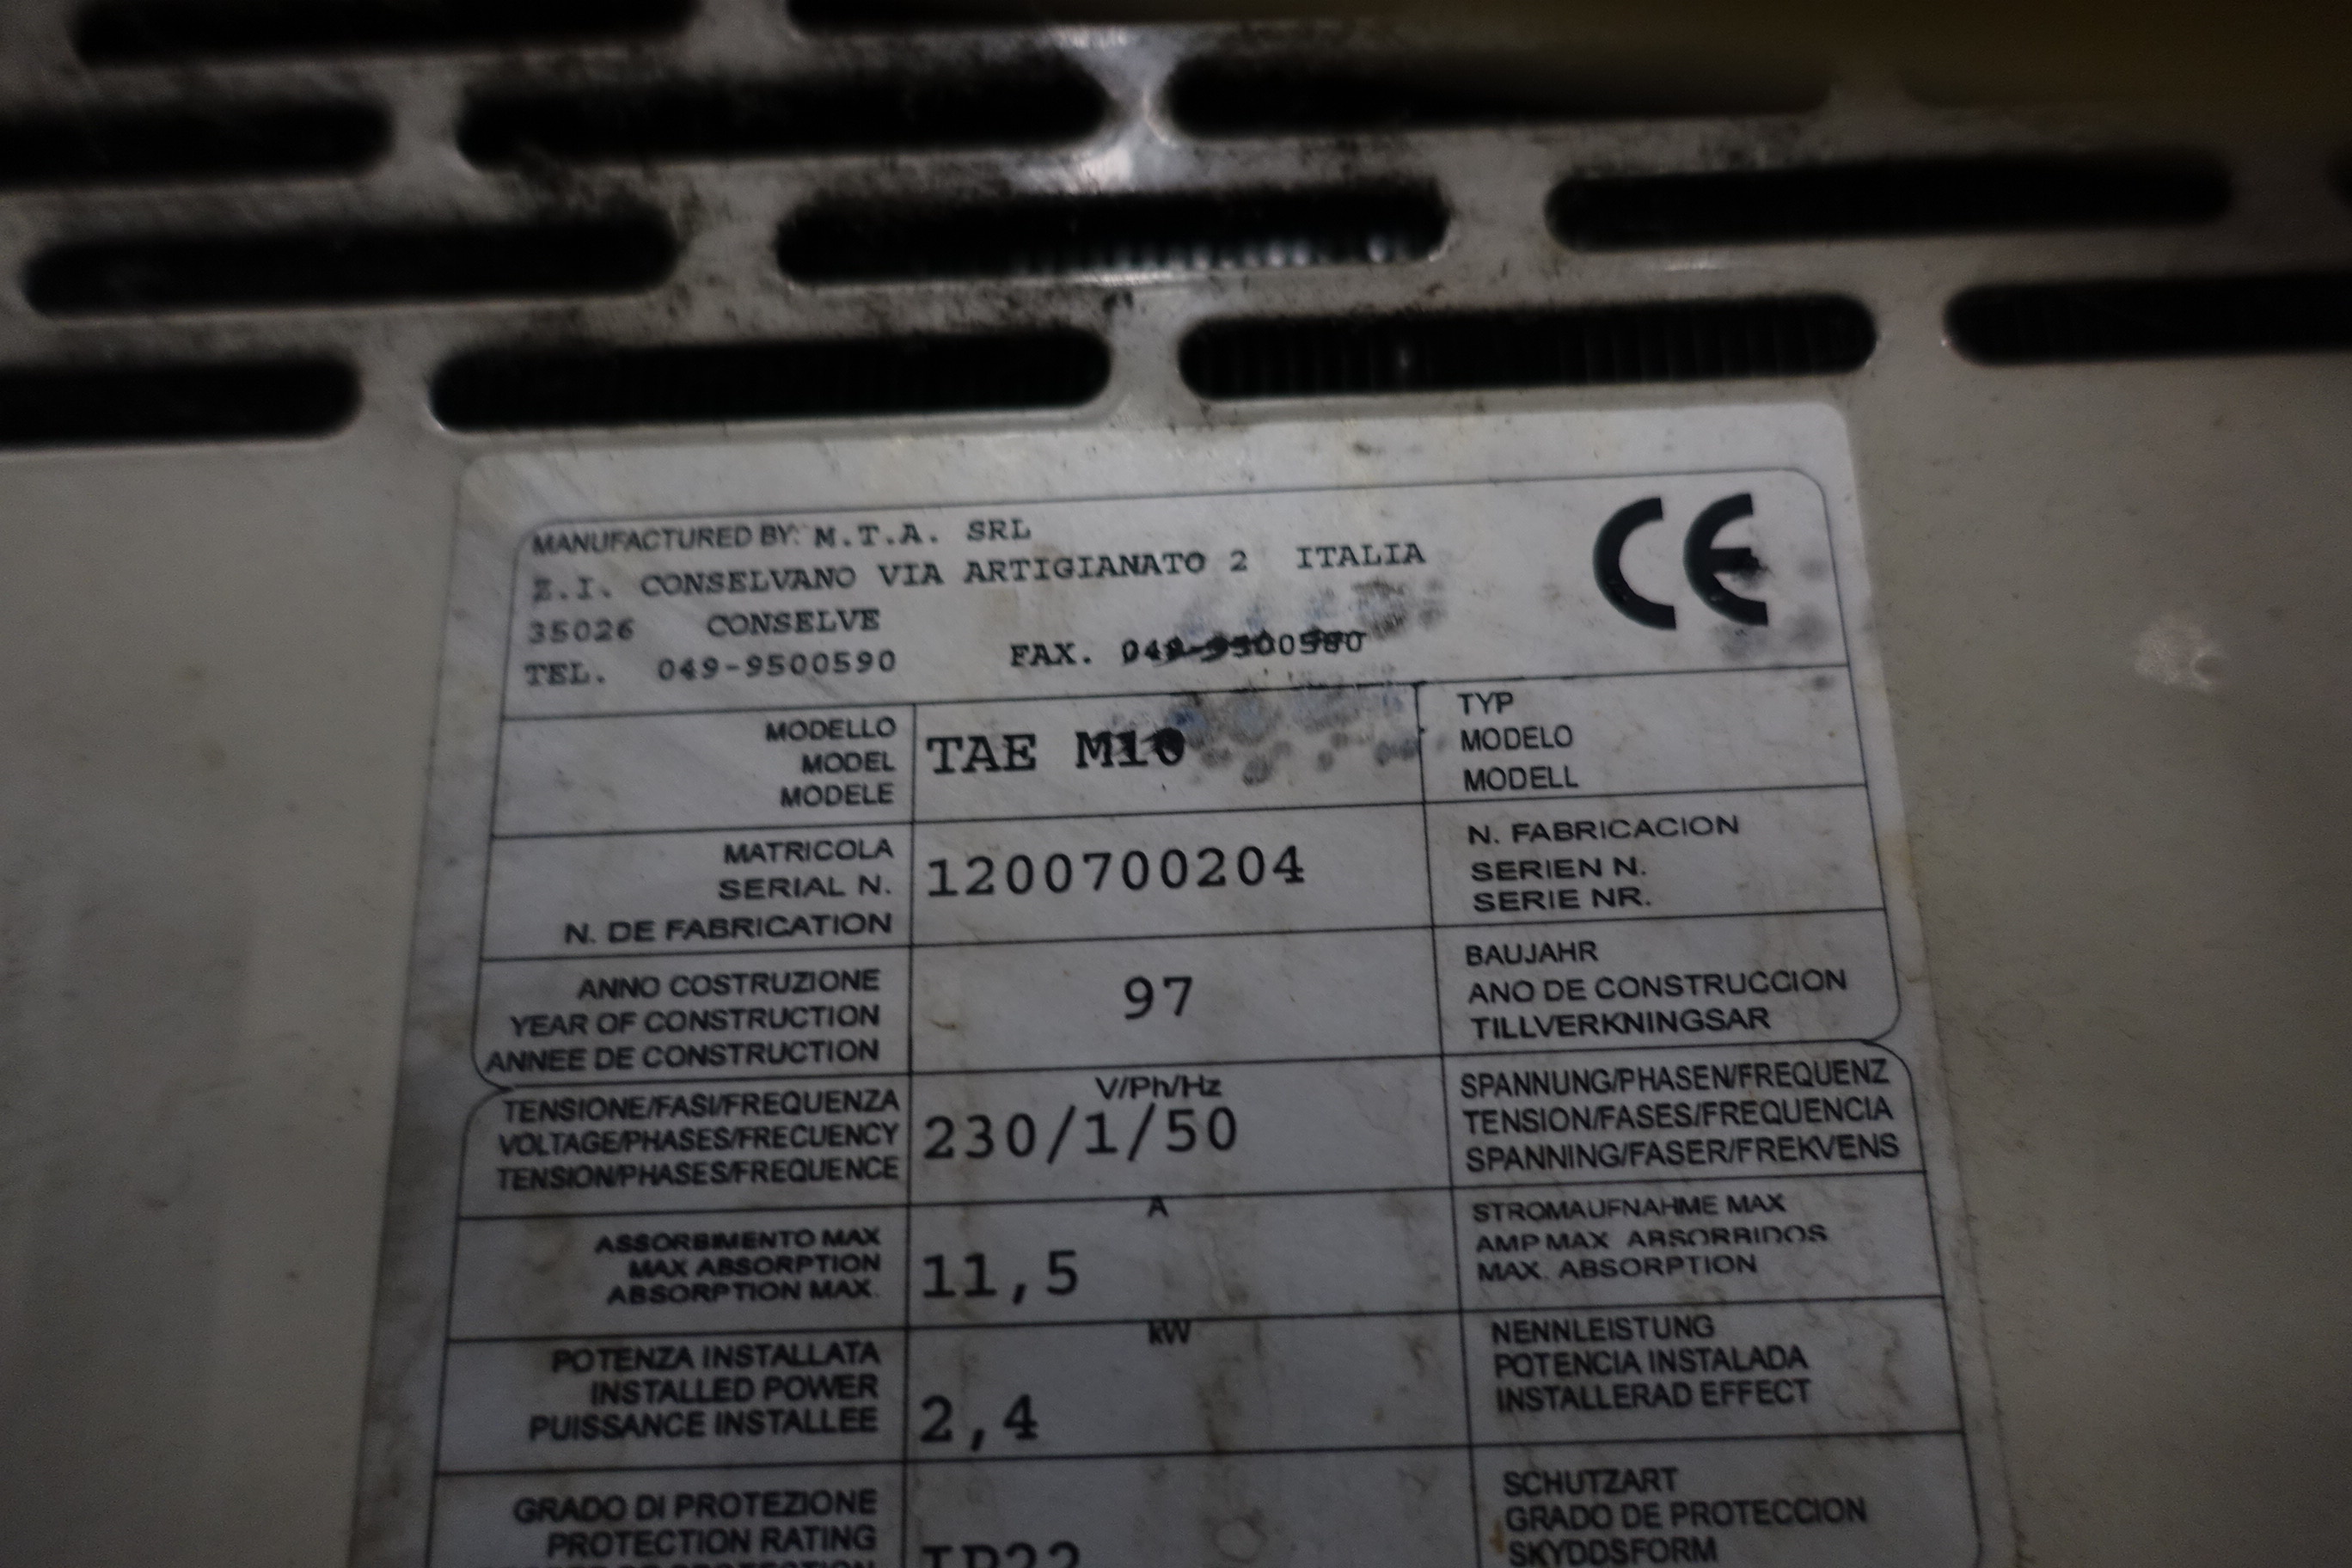 MANUFACTURED BY: M.T.A. SRL
Z.I. CONSELVANO VIA ARTIGIANATO 2 ITALIA
35026 CONSELVE
TEL. 049-9500590 FAX.
CE
MODELLO
MODEL
MODELE
TAE M10
TYP
MODELO
MODELL
MATRICOLA
SERIAL N.
N. DE FABRICATION
1200700204
N. FABRICACION
SERIEN N.
SERIE NR.
ANNO COSTRUZIONE
YEAR OF CONSTRUCTION
ANNEE DE CONSTRUCTION
97
BAUJAHR
ANO DE CONSTRUCCION
TILLVERKNINGSAR
TENSIONE/FASI/FREQUENZA
VOLTAGE/PHASES/FRECUENCY
TENSION/PHASES/FREQUENCE
V/Ph/Hz
230/1/50
SPANNUNG/PHASEN/FREQUENZ
TENSION/FASES/FREQUENCIA
SPANNING/FASER/FREKVENS
ASSORBIMENTO MAX
MAX ABSORPTION
ABSORPTION MAX.
A
11,5
STROMAUFNAHME MAX
AMP MAX ABSORBIDOS
MAX. ABSORPTION
POTENZA INSTALLATA
INSTALLED POWER
PUISSANCE INSTALLEE
kW
2,4
NENNLEISTUNG
POTENCIA INSTALADA
INSTALLERAD EFFECT
GRADO DI PROTEZIONE
PROTECTION RATING
IP22
SCHUTZART
GRADO DE PROTECCION
SKYDDSFORM